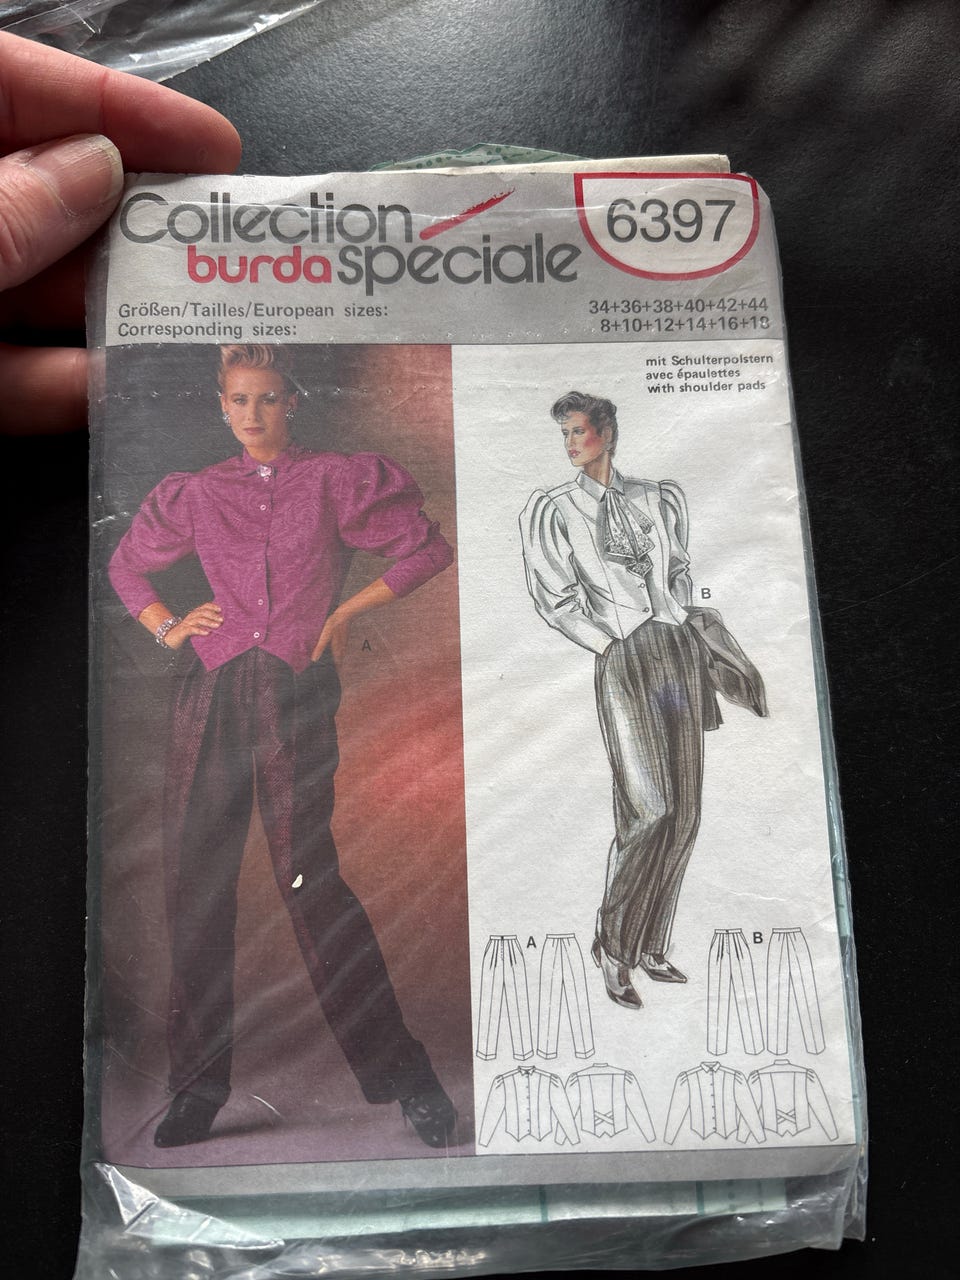 Collection
burda speciale
6397
Größen/Tailles/European sizes: 34+36+38+40+42+44
Corresponding sizes: 8+10+12+14+16+18
mit Schulterpolstern
avec épaulettes
with shoulder pads
A
B
A
B